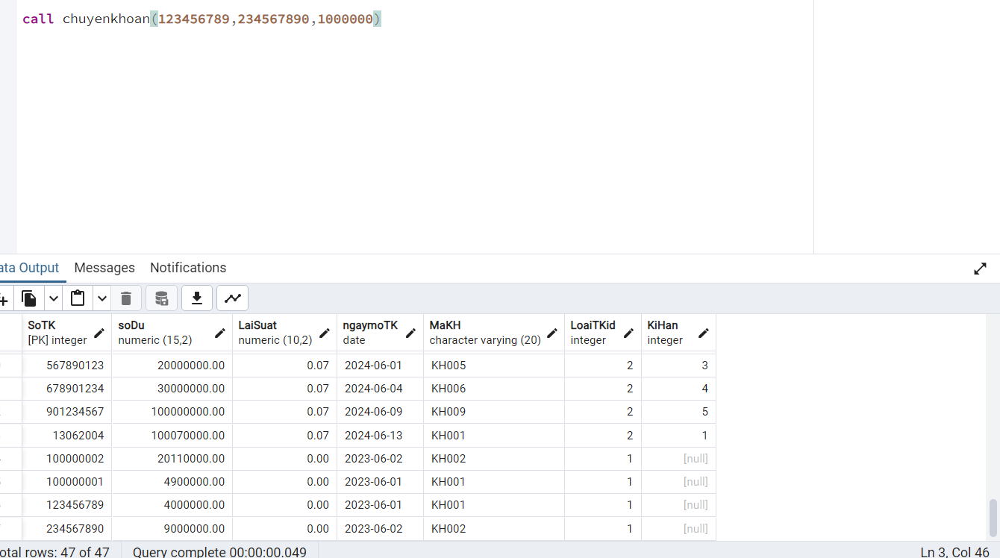 call chuyenkhoan(123456789,234567890,1000000)
ata Output Messages Notifications
SoTK soDu LaiSuat ngaymoTK MaKH LoaiTKid KiHan
[PK] integer numeric (15,2) numeric (10,2) date character varying (20) integer integer
567890123 20000000.00 0.07 2024-06-01 KH005 2 3
678901234 30000000.00 0.07 2024-06-04 KH006 2 4
901234567 100000000.00 0.07 2024-06-09 KH009 2 5
13062004 100070000.00 0.07 2024-06-13 KH001 2 1
100000002 20110000.00 0.00 2023-06-02 KH002 1 [null]
100000001 4900000.00 0.00 2023-06-01 KH001 1 [null]
123456789 4000000.00 0.00 2023-06-01 KH001 1 [null]
234567890 9000000.00 0.00 2023-06-02 KH002 1 [null]
otal rows: 47 of 47 Query complete 00:00:00.049 Ln 3, Col 46